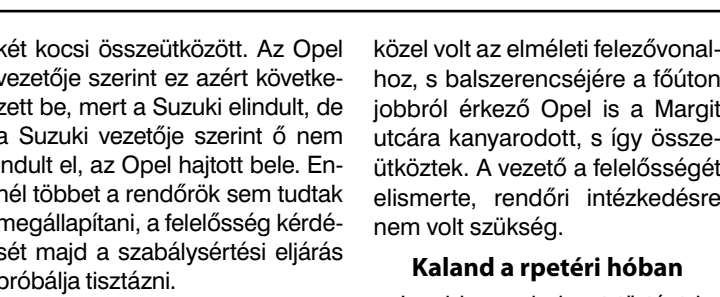 két kocsi összeütközött. Az Opel
vezetője szerint ez azért követke-
zett be, mert a Suzuki elindult, de
a Suzuki vezetője szerint ő nem
indult el, az Opel hajtott bele. En-
nél többet a rendőrök sem tudtak
megállapítani, a felelősség kérdé-
sét majd a szabálysértési eljárás
próbálja tisztázni.
közel volt az elméleti felezővonal-
hoz, s balszerencséjére a főúton
jobbról érkező Opel is a Margit
utcára kanyarodott, s így össze-
ütköztek. A vezető a felelősségét
elismerte, rendőri intézkedésre
nem volt szükség.
Kaland a rpetéri hóban